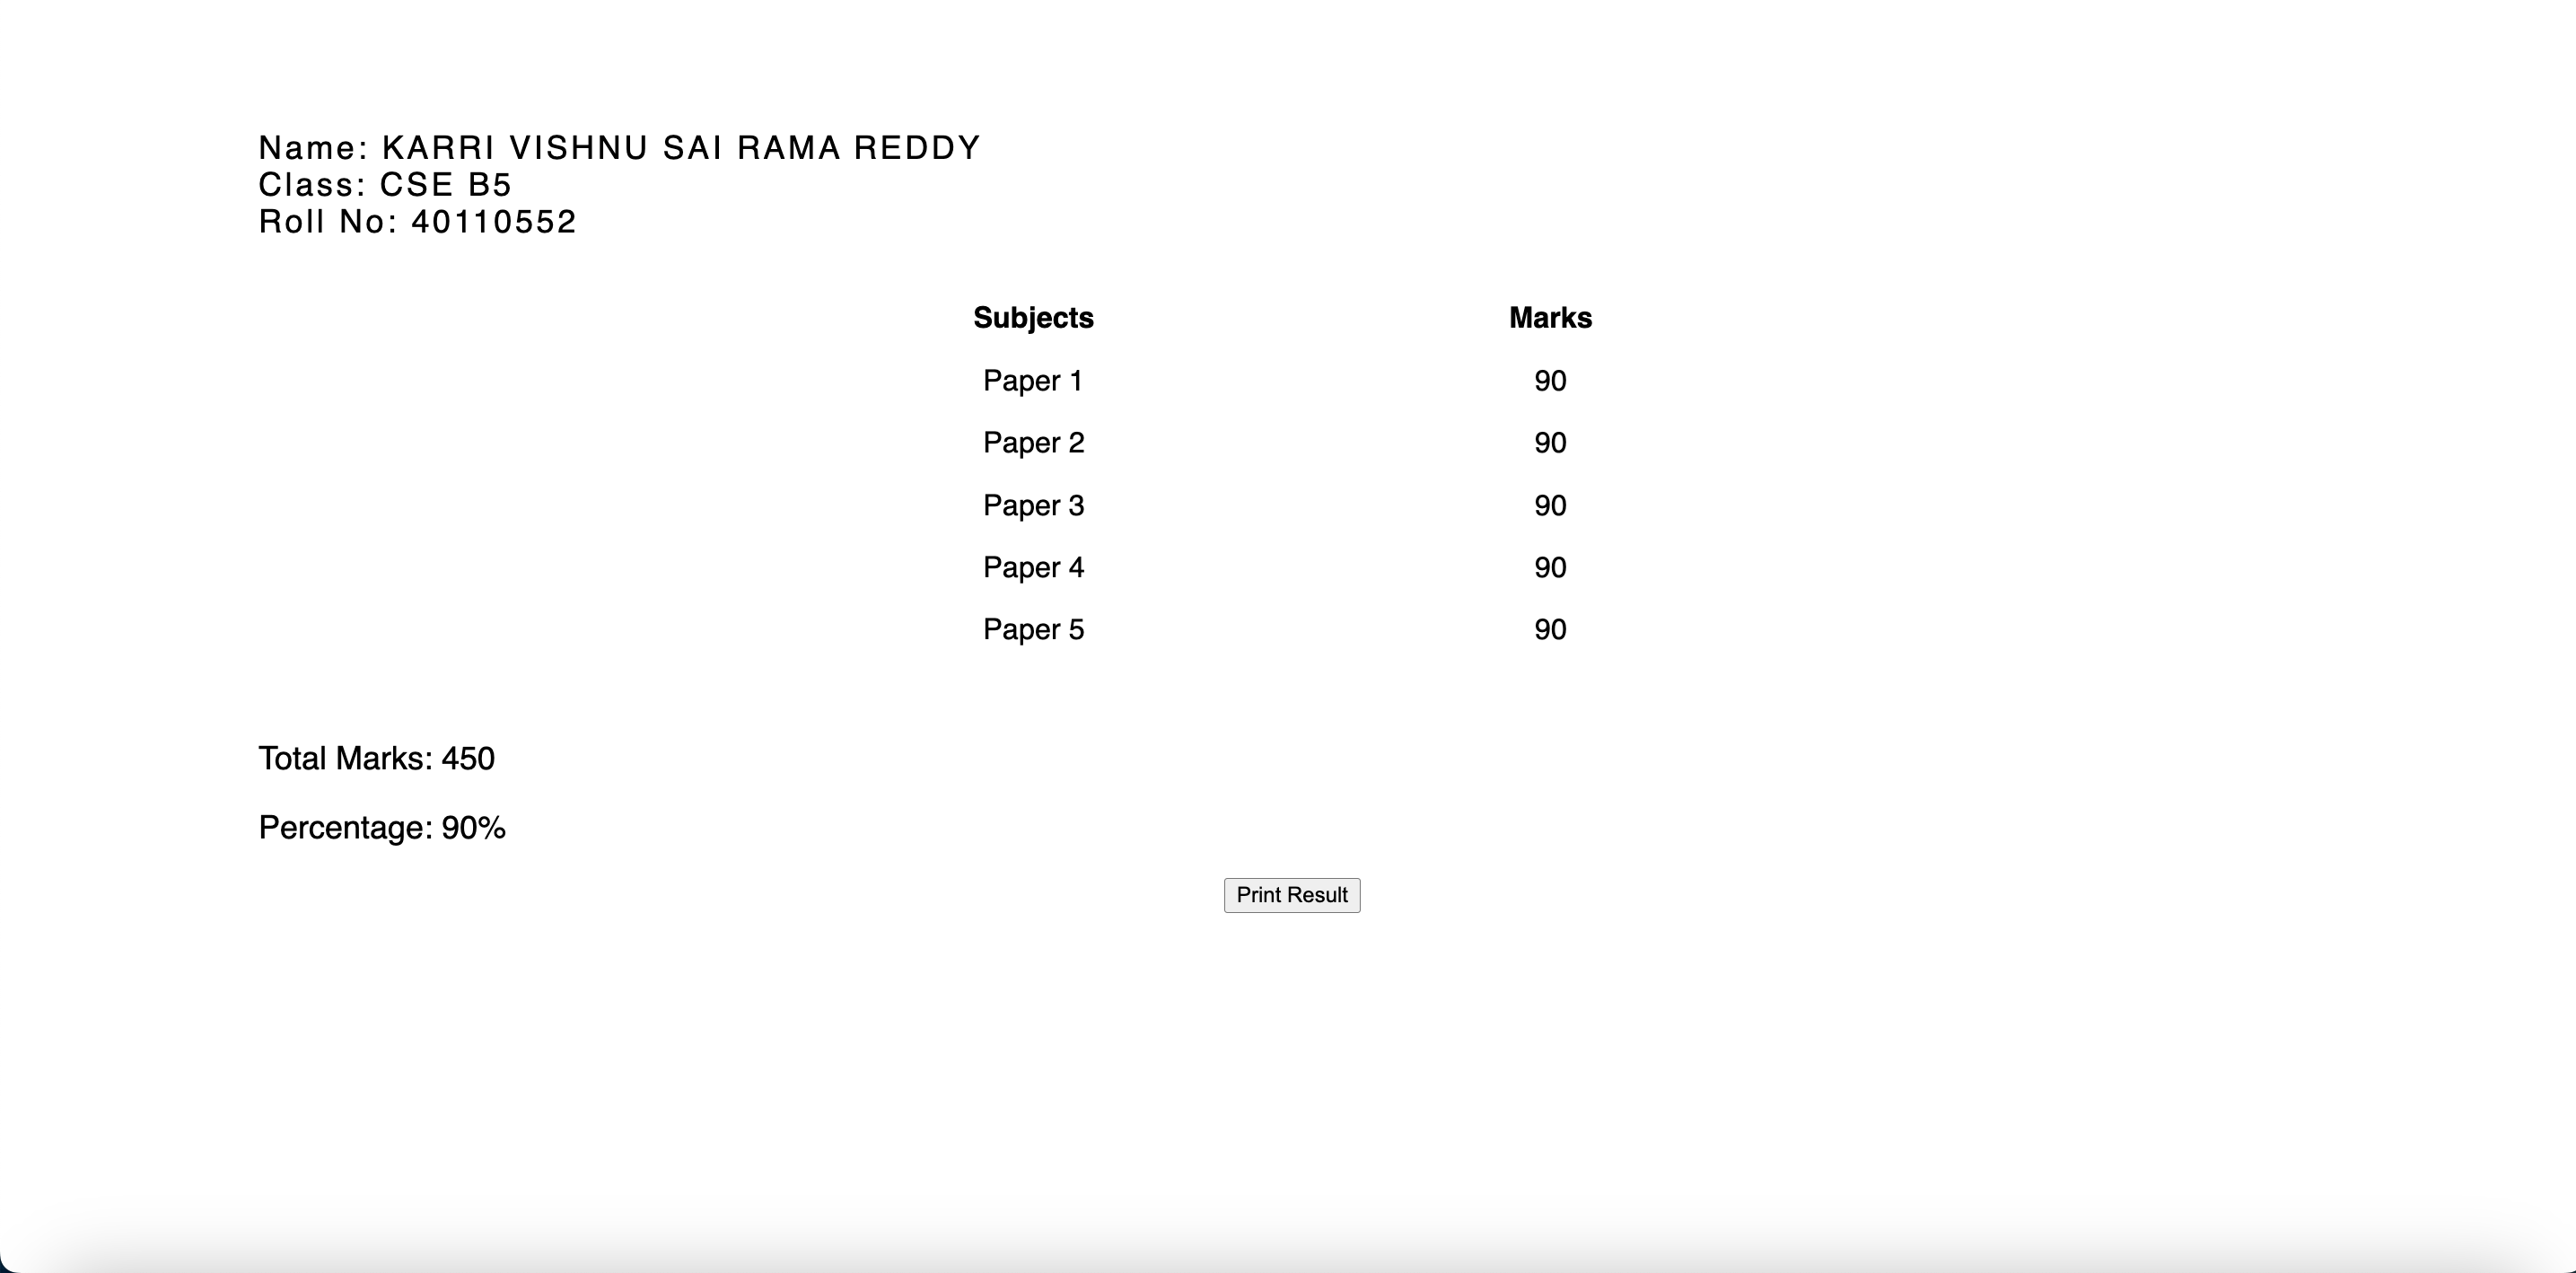 Name: KARRI VISHNU SAI RAMA REDDY
Class: CSE B5
Roll No: 40110552
Subjects Marks
Paper 1 90
Paper 2 90
Paper 3 90
Paper 4 90
Paper 5 90
Total Marks: 450
Percentage: 90%
Print Result